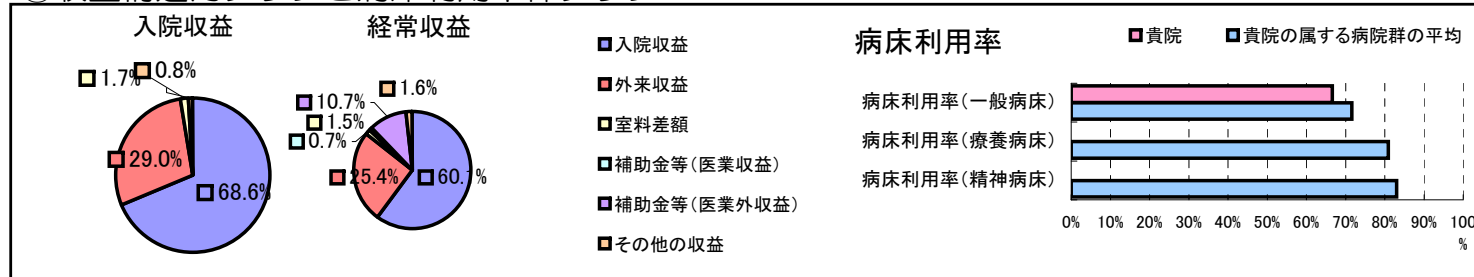 入院収益
経常収益
1.7%
0.8%
29.0%
68.6%
1.6%
10.7%
1.5%
0.7%
25.4%
60.1%
入院収益
外来収益
室料差額
補助金等(医業収益)
補助金等(医業外収益)
その他の収益
病床利用率
貴院
貴院の属する病院群の平均
病床利用率(一般病床)
病床利用率(療養病床)
病床利用率(精神病床)
0% 10% 20% 30% 40% 50% 60% 70% 80% 90% 100
%